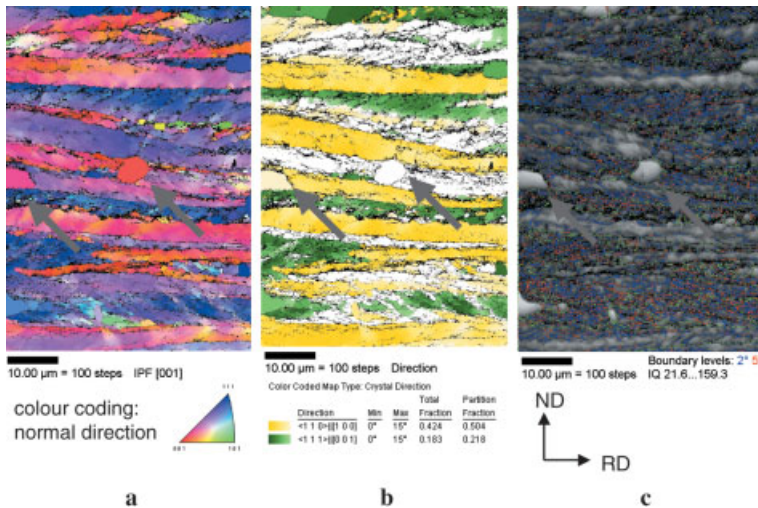 10.00 µm = 100 steps IPF [001]
colour coding:
normal direction
111
001
101
a
10.00 µm = 100 steps Direction
Color Coded Map Type: Crystal Direction
Total Partition
Direction Min Max Fraction Fraction
<1 1 0>||[1 0 0] 0° 15° 0.424 0.504
<1 1 1>||[0 0 1] 0° 15° 0.183 0.218
b
Boundary levels: 2° 5
10.00 µm = 100 steps IQ 21.6...159.3
ND
RD
c